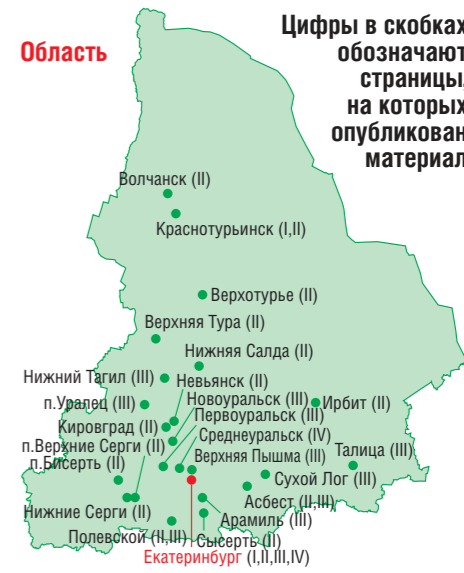 Область
Цифры в скобках
обозначают
страницы,
на которых
опубликован
материал
Волчанск (II)
Краснотурьинск (I,II)
Верхотурье (II)
Верхняя Тура (II)
Нижняя Салда (II)
Нижний Тагил (III)
Невьянск (II)
п.Уралец (III)
Новоуральск (III)
Ирбит (II)
Первоуральск (III)
Кировград (II)
Среднеуральск (IV)
п.Верхние Серги (II)
Верхняя Пышма (III)
Талица (III)
п.Бисерть (II)
Сухой Лог (III)
Асбест (II,III)
Нижние Серги (II)
Арамиль (III)
Полевской (II,III)
Сысерть (II)
Екатеринбург (I,II,III,IV)